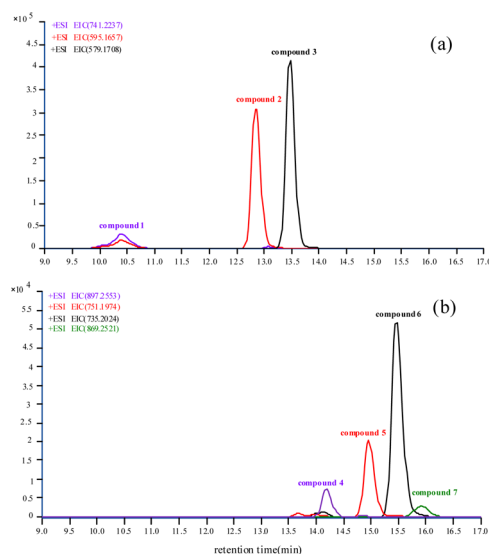 ×10⁵
+ESI EIC(741.2237)
+ESI EIC(595.1657)
+ESI EIC(579.1708)
(a)
compound 3
compound 2
compound 1
5
4.5
4
3.5
3
2.5
2
1.5
1
0.5
0
9.0 9.5 10.0 10.5 11.0 11.5 12.0 12.5 13.0 13.5 14.0 14.5 15.0 15.5 16.0 16.5 17.0
×10 4
+ESI EIC(897.2553)
+ESI EIC(751.1974)
+ESI EIC(735.2024)
+ESI EIC(869.2521)
(b)
compound 6
compound 5
compound 4
compound 7
6
5.5
5
4.5
4
3.5
3
2.5
2
1.5
1
0.5
0
9.0 9.5 10.0 10.5 11.0 11.5 12.0 12.5 13.0 13.5 14.0 14.5 15.0 15.5 16.0 16.5 17.0
retention time(min)